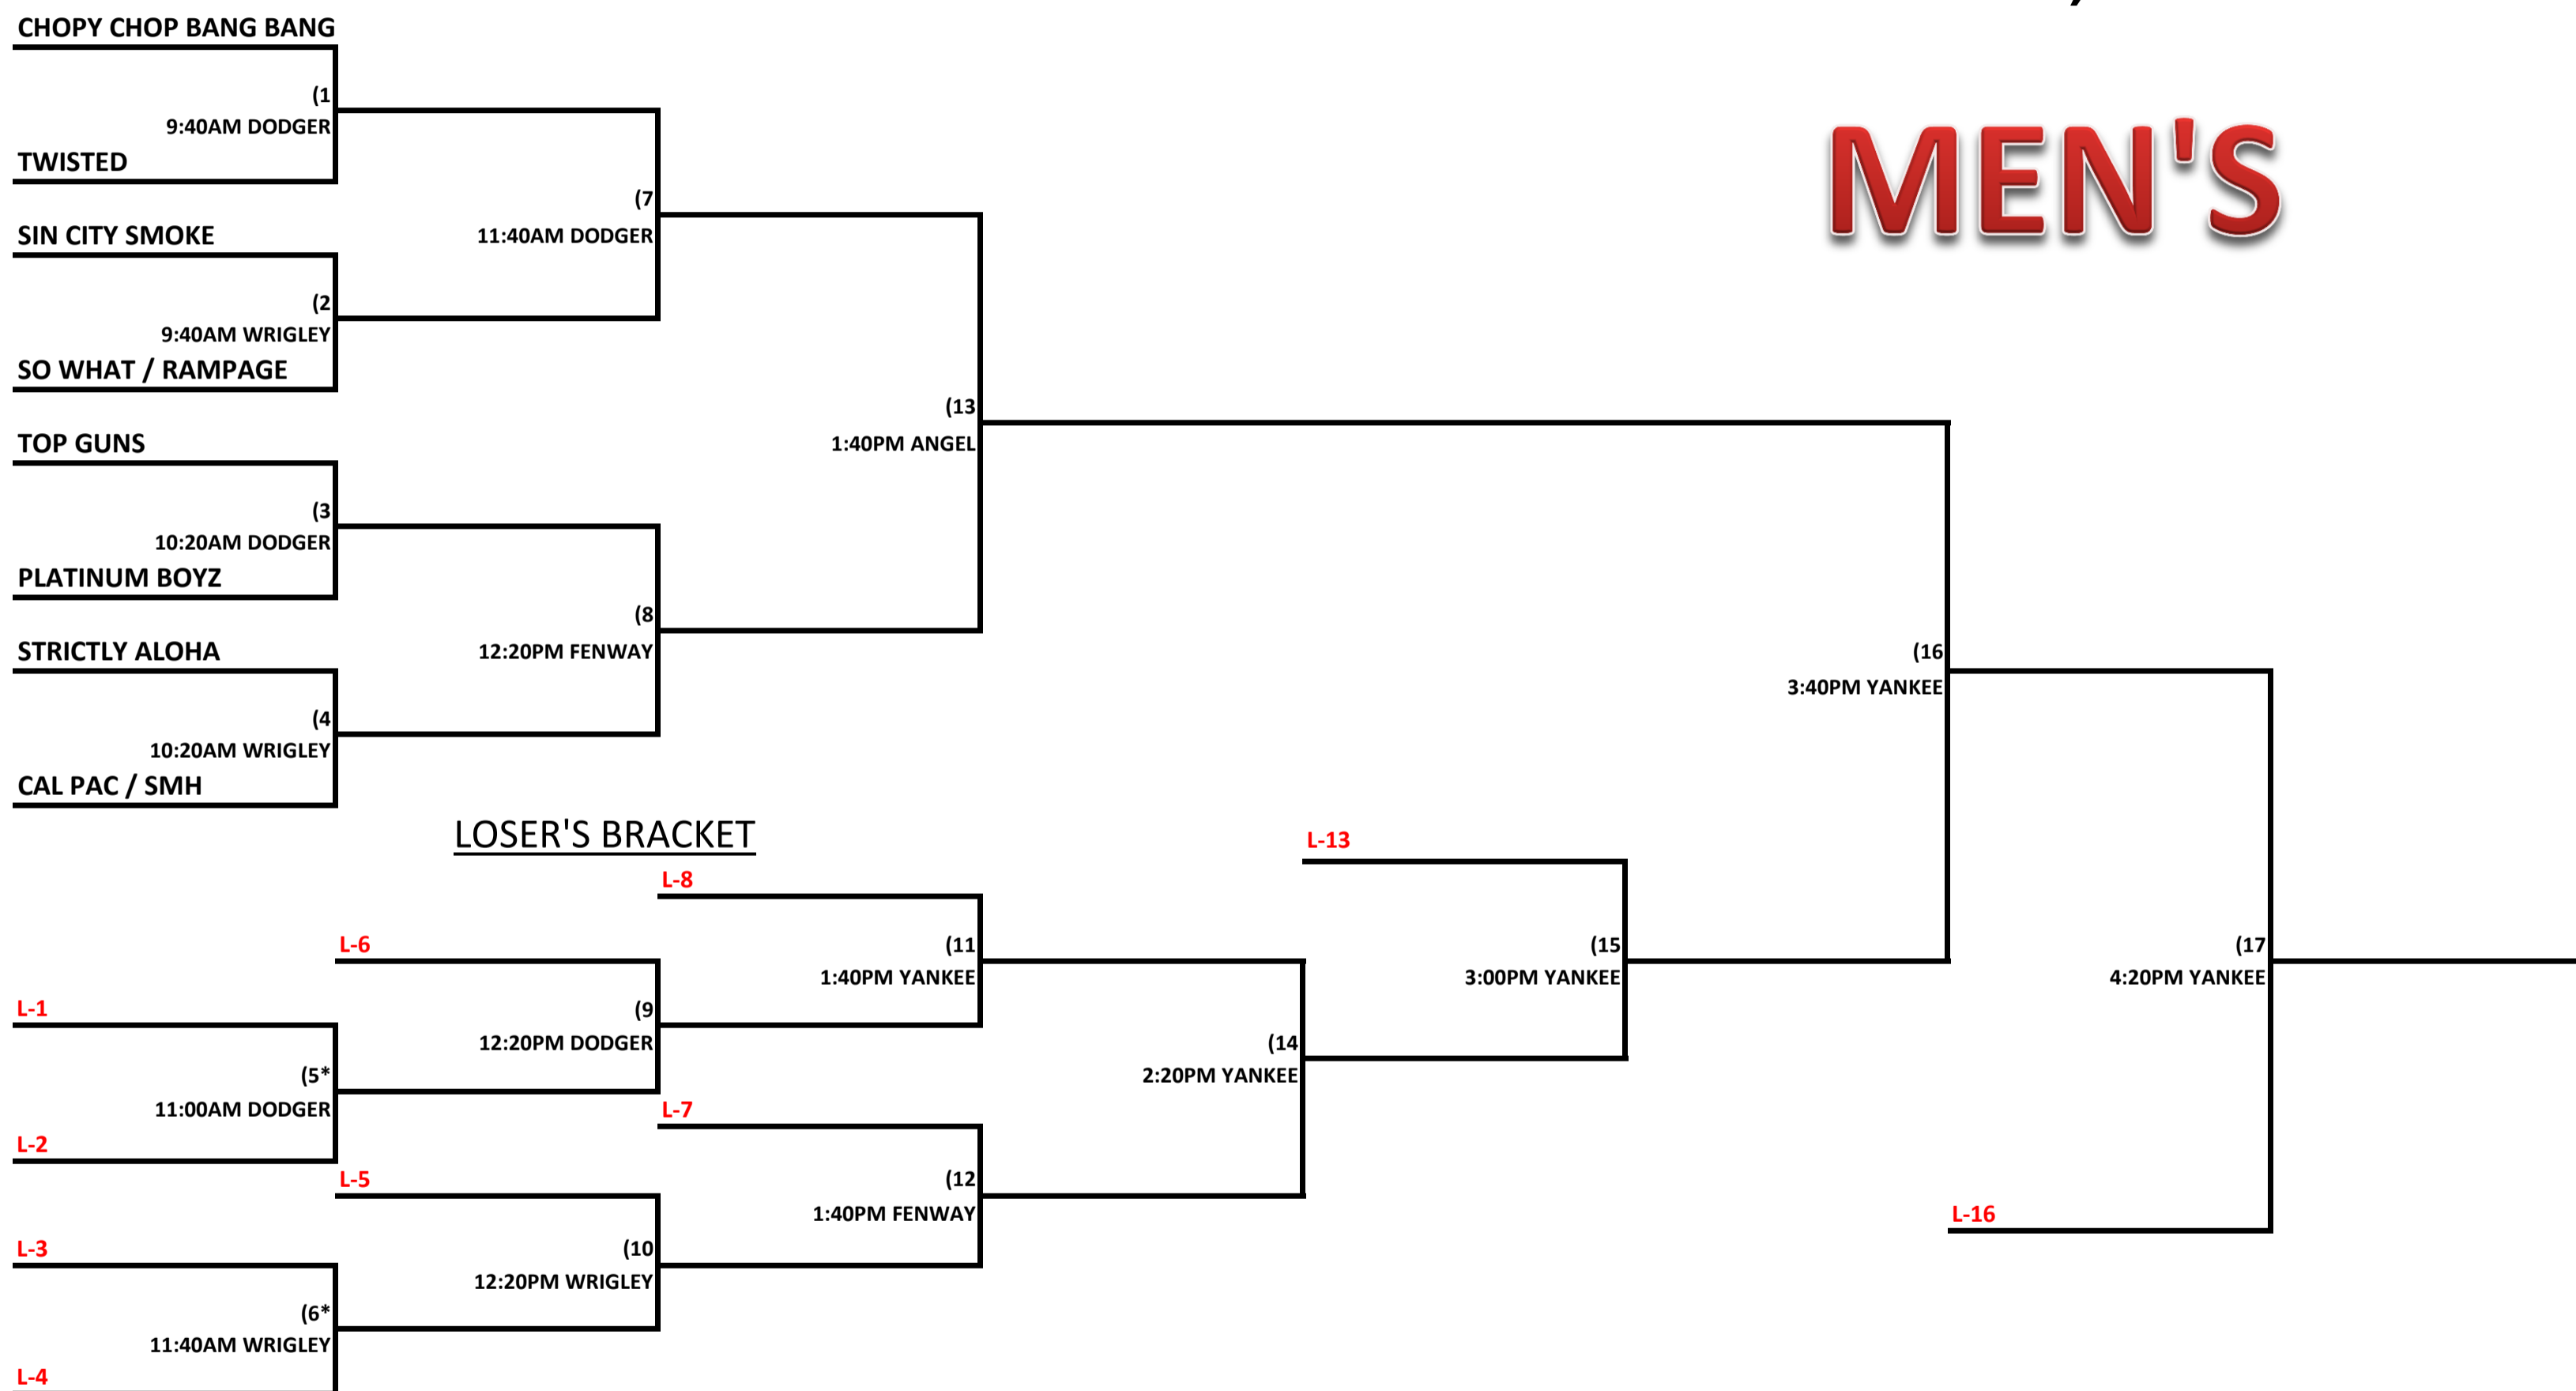 CHOPY CHOP BANG BANG
(1
9:40AM DODGER
TWISTED
SIN CITY SMOKE
(2
9:40AM WRIGLEY
SO WHAT / RAMPAGE
TOP GUNS
(3
10:20AM DODGER
PLATINUM BOYZ
STRICTLY ALOHA
(4
10:20AM WRIGLEY
CAL PAC / SMH
(7
11:40AM DODGER
(8
12:20PM FENWAY
(13
1:40PM ANGEL
MEN'S
(16
3:40PM YANKEE
LOSER'S BRACKET
L-1
(5*
11:00AM DODGER
L-2
L-3
(6*
11:40AM WRIGLEY
L-4
L-6
(9
12:20PM DODGER
L-5
(10
12:20PM WRIGLEY
L-8
(11
1:40PM YANKEE
L-7
(12
1:40PM FENWAY
(14
2:20PM YANKEE
L-13
(15
3:00PM YANKEE
(17
4:20PM YANKEE
L-16